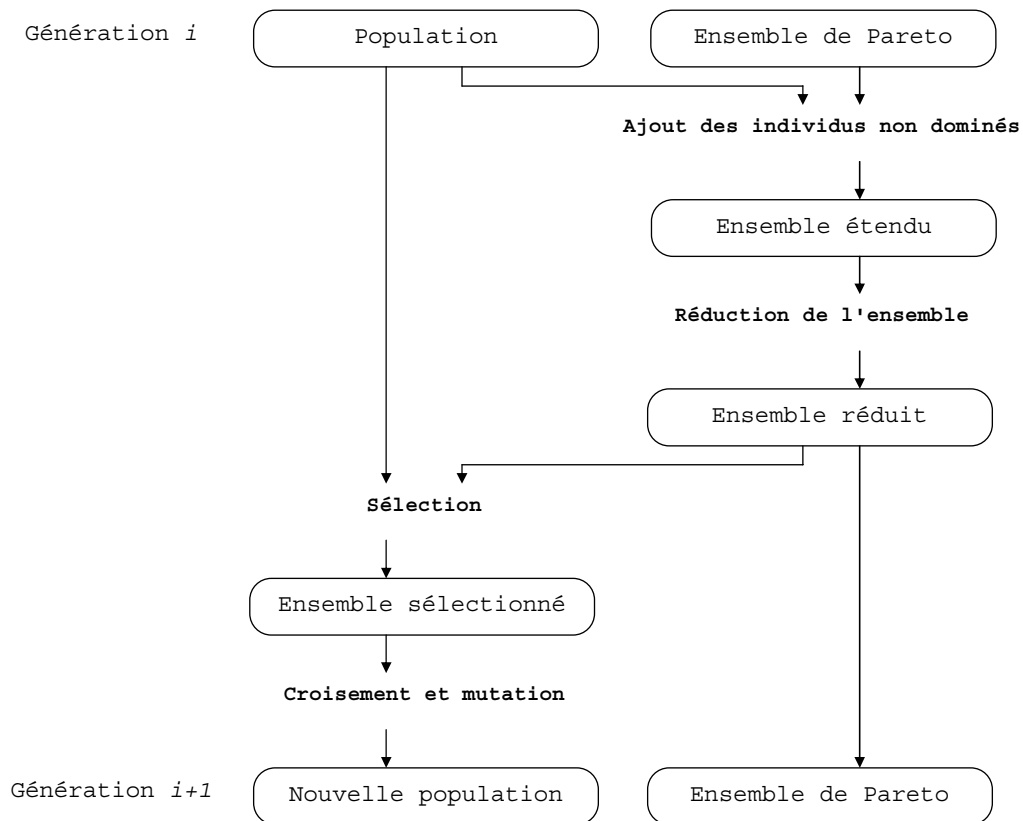 Génération i
Population
Ensemble de Pareto
Ajout des individus non dominés
Ensemble étendu
Réduction de l'ensemble
Ensemble réduit
Sélection
Ensemble sélectionné
Croisement et mutation
Génération i+1
Nouvelle population
Ensemble de Pareto